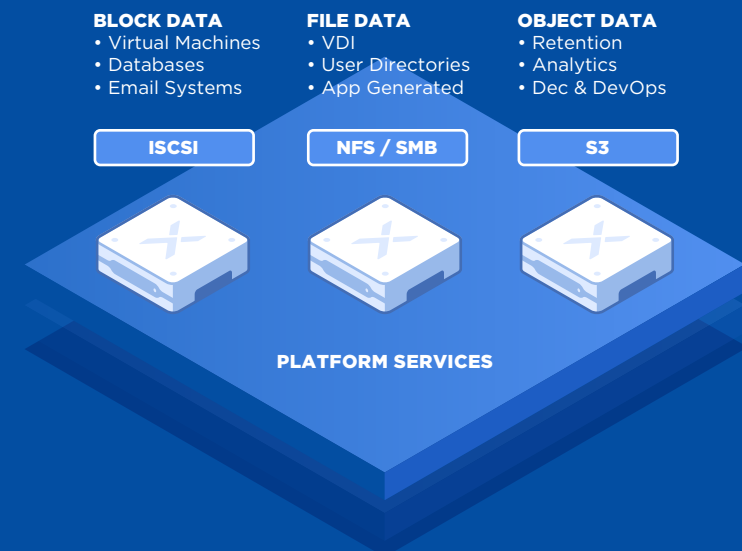 BLOCK DATA
• Virtual Machines
• Databases
• Email Systems
ISCSI
FILE DATA
• VDI
• User Directories
• App Generated
NFS / SMB
OBJECT DATA
• Retention
• Analytics
• Dec & DevOps
S3
PLATFORM SERVICES